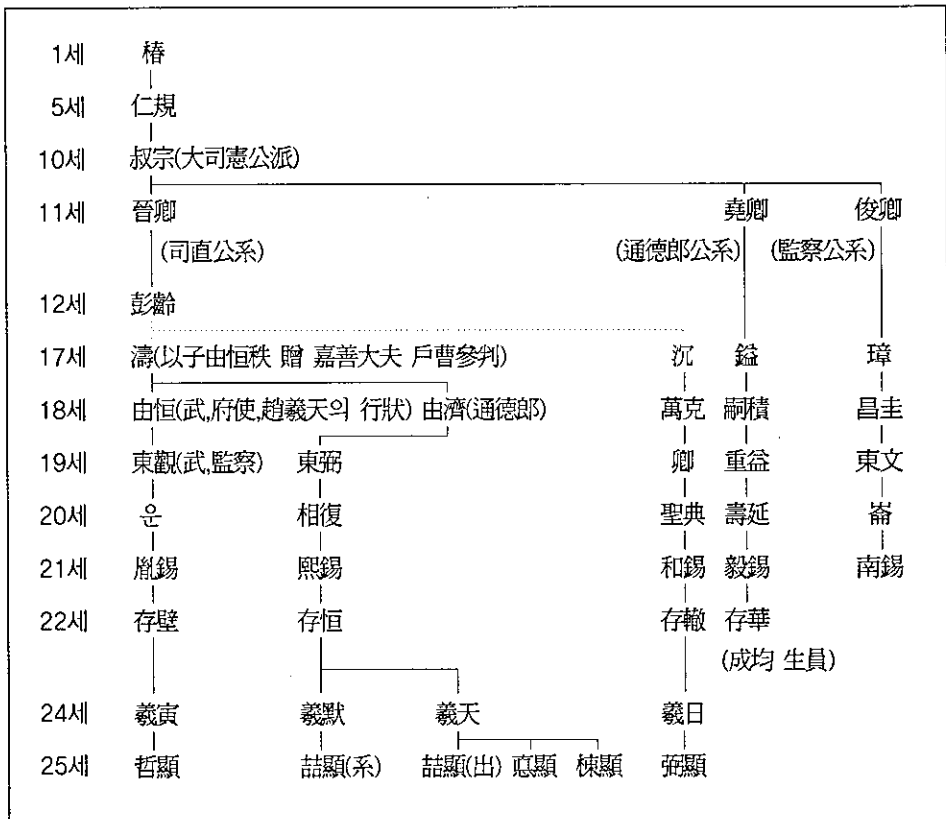 1세 椿
5세 仁規
10세 叔宗(大司憲公派)
11세 晉卿 堯卿 俊卿
(司直公系) (通德郎公系) (監察公系)
12세 彭齡
17세 濤(以子由恒秩 贈 嘉善大夫 戶曹參判) 沉 鎰 璋
18세 由恒(武,府使,趙羲天의 行狀) 由濟(通德郎) 萬克 嗣積 昌圭
19세 東觀(武,監察) 東弼 卿 重益 東文
20세 운 相復 聖典 壽延 崙
21세 胤錫 熙錫 和錫 毅錫 南錫
22세 存壁 存恒 存轍 存華
(成均 生員)
24세 羲寅 羲默 羲天 羲日
25세 哲顯 喆顯(系) 喆顯(出) 悳顯 棟顯 弼顯